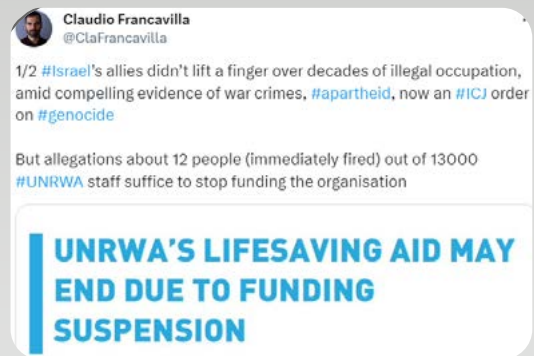 Claudio Francavilla
@ClaFrancavilla
1/2 #Israel's allies didn't lift a finger over decades of illegal occupation,
amid compelling evidence of war crimes, #apartheid, now an #ICJ order
on #genocide
But allegations about 12 people (immediately fired) out of 13000
#UNRWA staff suffice to stop funding the organisation
UNRWA'S LIFESAVING AID MAY
END DUE TO FUNDING
SUSPENSION